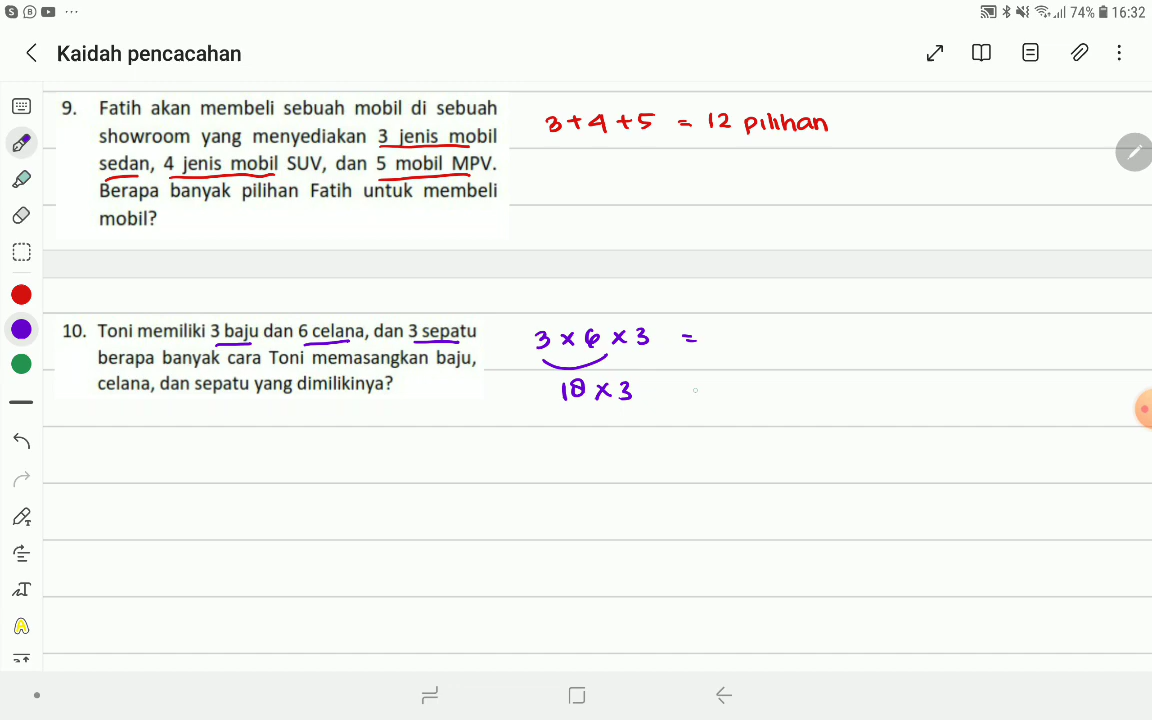 74% 16:32
Kaidah pencacahan
9. Fatih akan membeli sebuah mobil di sebuah
showroom yang menyediakan 3 jenis mobil
sedan, 4 jenis mobil SUV, dan 5 mobil MPV.
Berapa banyak pilihan Fatih untuk membeli
mobil?
3 + 4 + 5 = 12 pilihan
10. Toni memiliki 3 baju dan 6 celana, dan 3 sepatu
berapa banyak cara Toni memasangkan baju,
celana, dan sepatu yang dimilikinya?
3 × 6 × 3 =
18 × 3